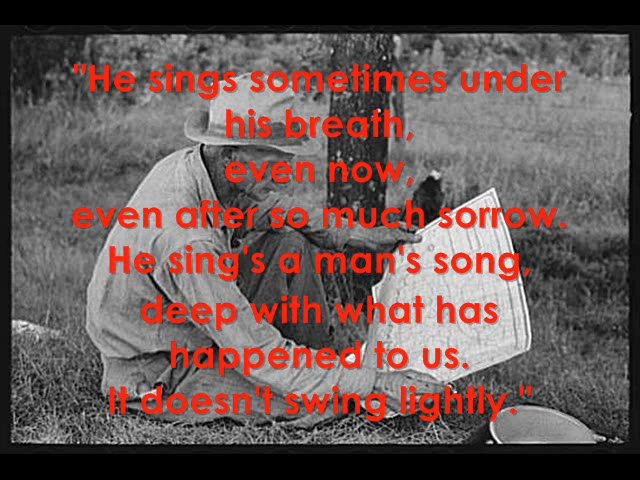 "He sings sometimes under
his breath,
even now,
even after so much sorrow.
He sing's a man's song,
deep with what has
happened to us.
It doesn't swing lightly."